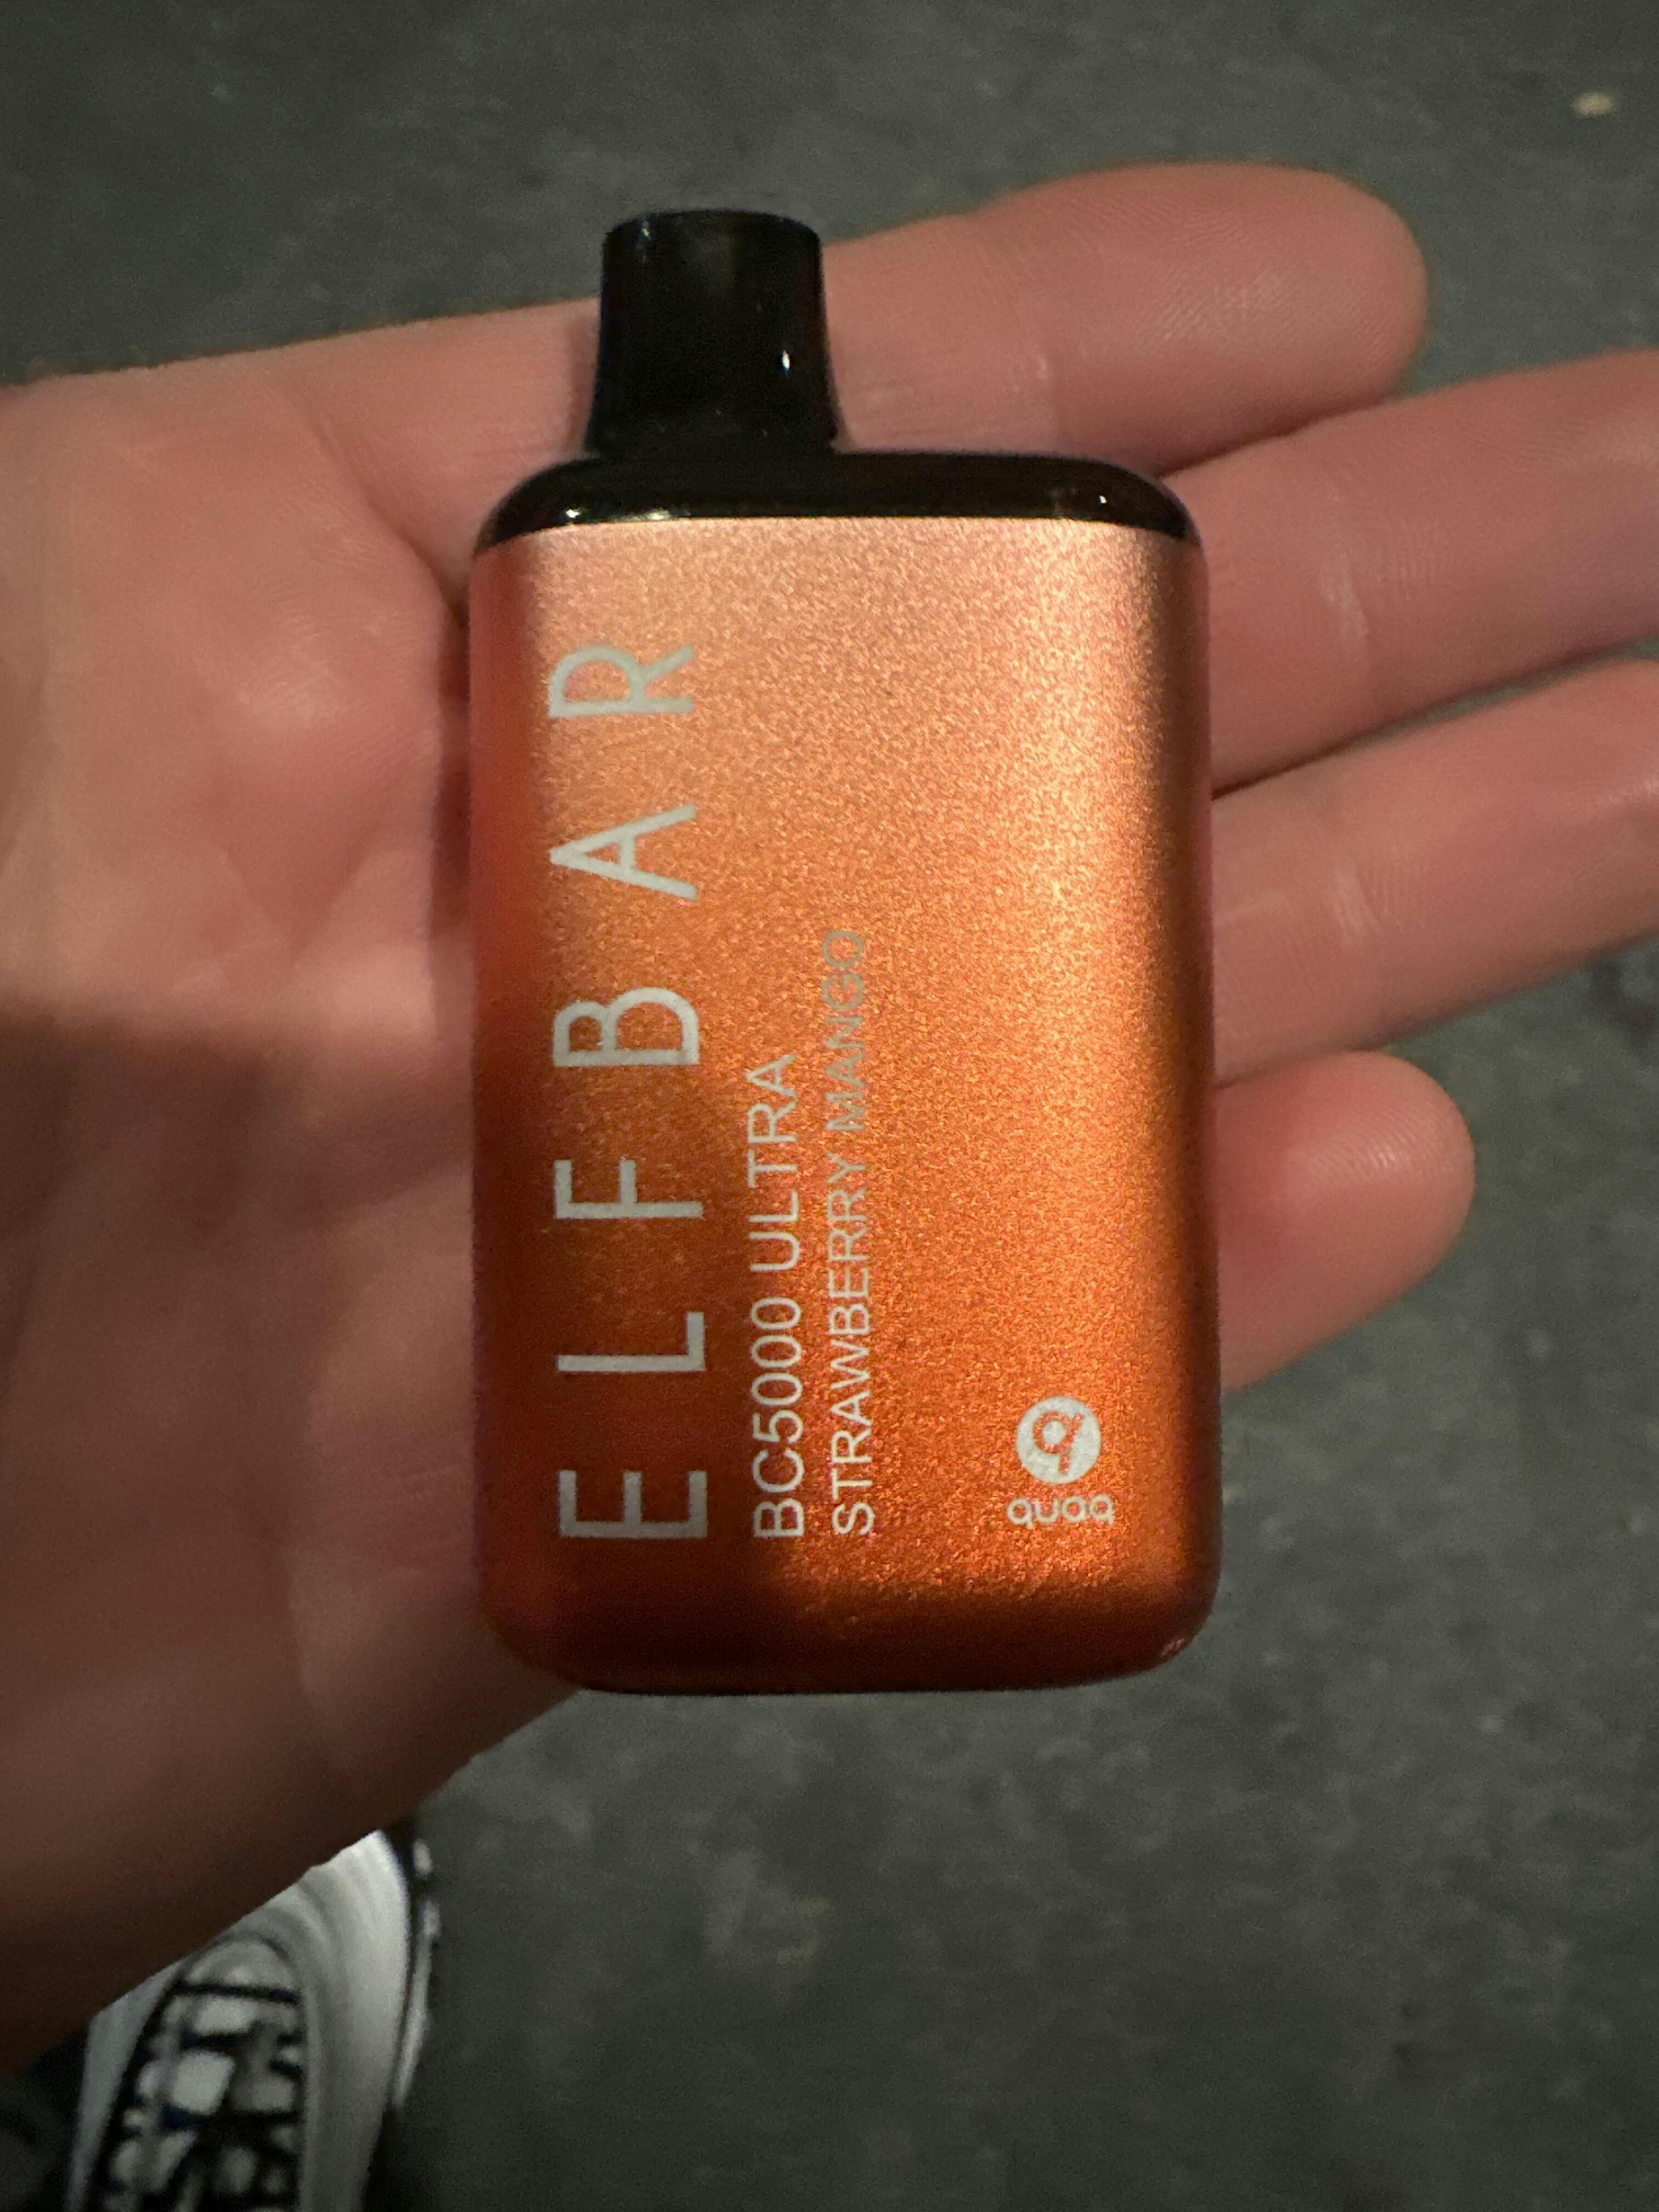 ELFBAR
BC5000 ULTRA
STRAWBERRY MANGO
quaq